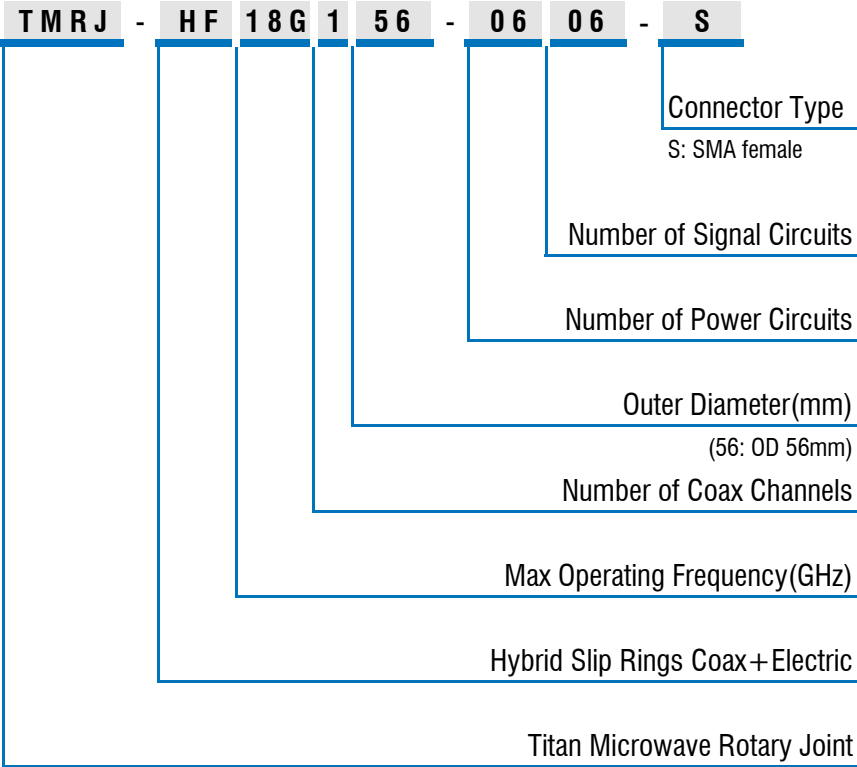 TMRJ - HF 18G 1 56 - 06 06 - S
Connector Type
S: SMA female
Number of Signal Circuits
Number of Power Circuits
Outer Diameter(mm)
(56: OD 56mm)
Number of Coax Channels
Max Operating Frequency(GHz)
Hybrid Slip Rings Coax+Electric
Titan Microwave Rotary Joint